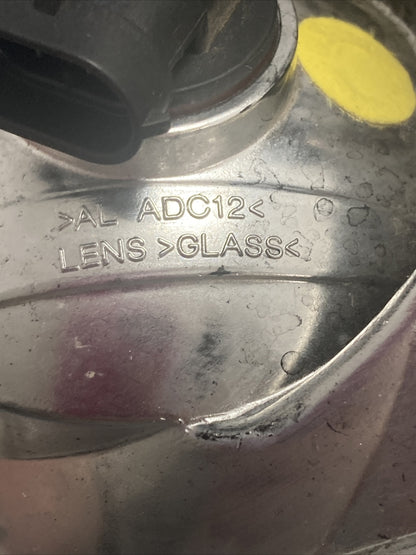 >AL ADC12<
LENS >GLASS<